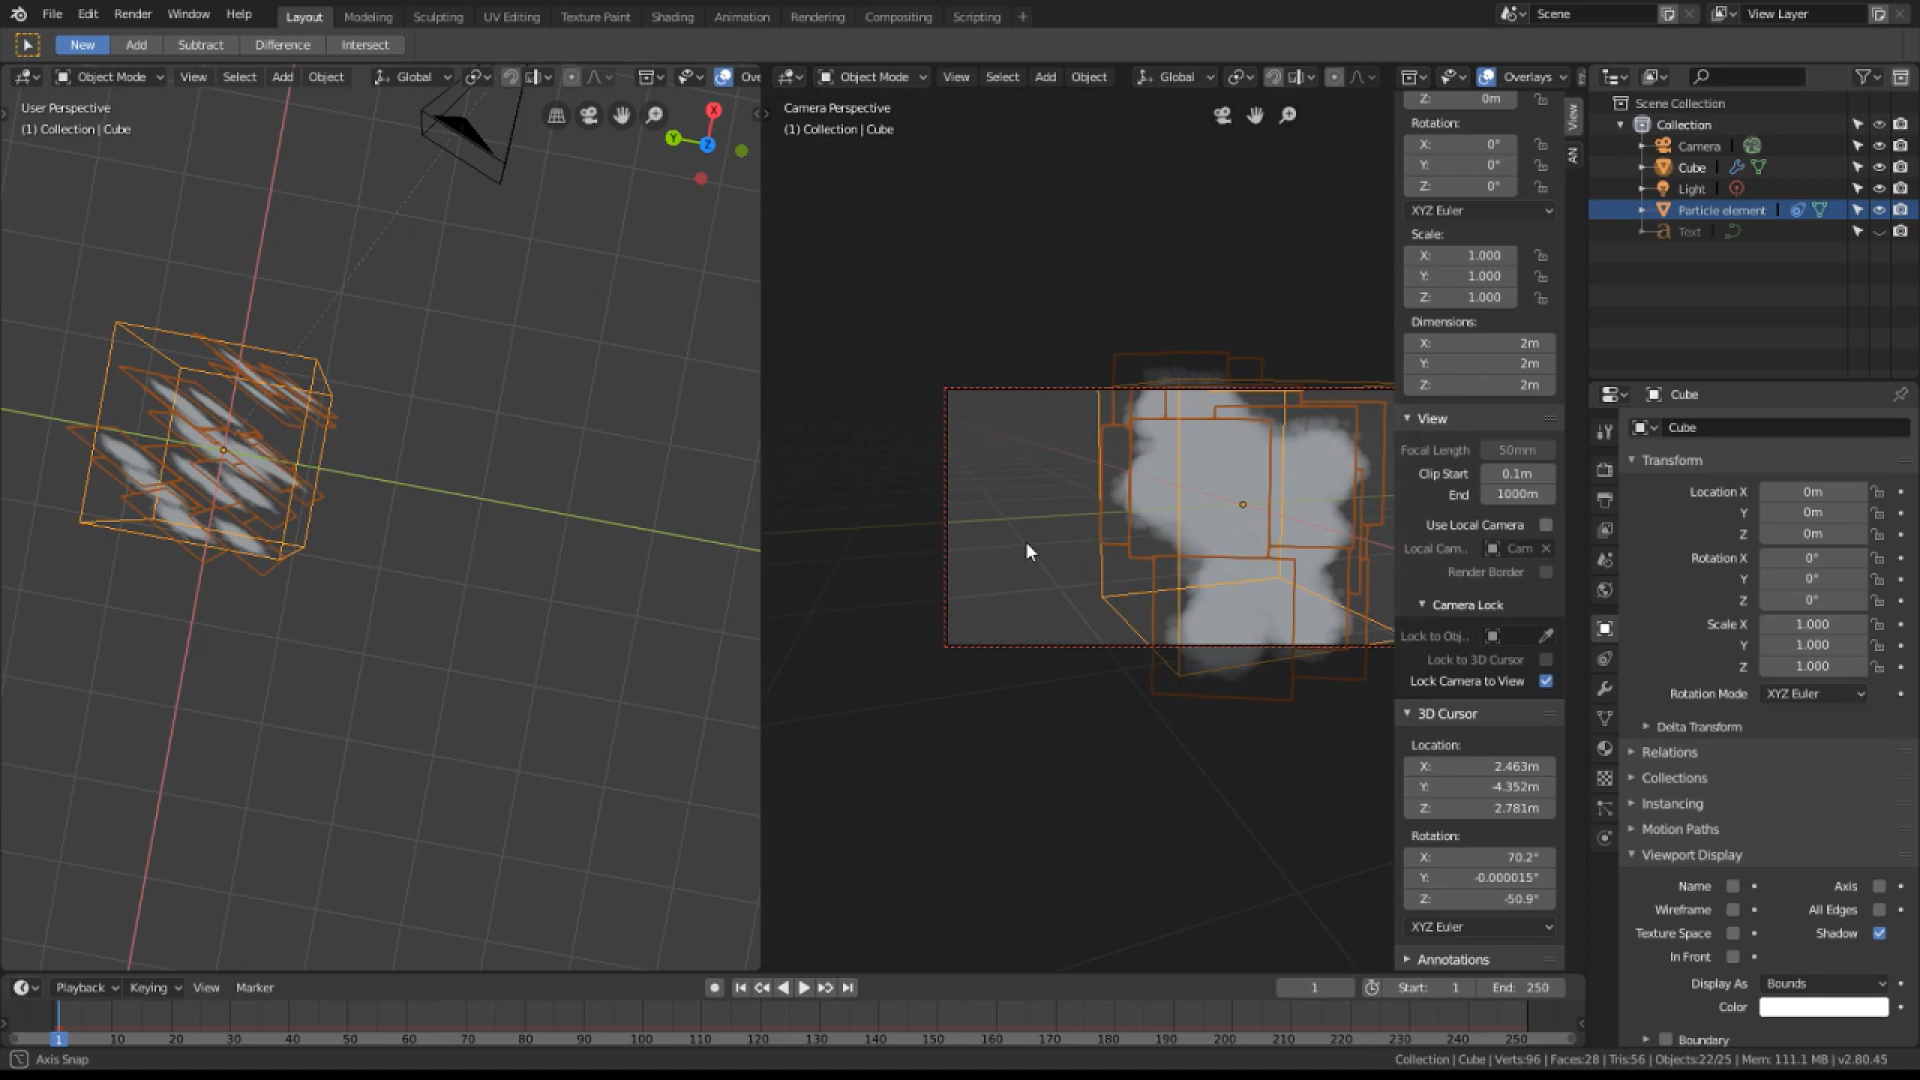 File Edit Render Window Help Layout Modeling Sculpting UV Editing Texture Paint Shading Animation Rendering Compositing Scripting + Scene View Layer
New Add Subtract Difference Intersect
Object Mode View Select Add Object Global Ov Object Mode View Select Add Object Global Overlays
User Perspective
(1) Collection | Cube
X
Y
Z
Camera Perspective
(1) Collection | Cube
View
AN
Z: 0m
Rotation:
X: 0°
Y: 0°
Z: 0°
XYZ Euler
Scale:
X: 1.000
Y: 1.000
Z: 1.000
Dimensions:
X: 2m
Y: 2m
Z: 2m
View
Focal Length 50mm
Clip Start 0.1m
End 1000m
Use Local Camera
Local Cam.. Cam
Render Border
Camera Lock
Lock to Obj..
Lock to 3D Cursor
Lock Camera to View
3D Cursor
Location:
X: 2.463m
Y: -4.352m
Z: 2.781m
Rotation:
X: 70.2°
Y: -0.000015°
Z: -50.9°
XYZ Euler
Annotations
Scene Collection
Collection
Camera
Cube
Light
Particle element
Text
Cube
Cube
Transform
Location X 0m
Y 0m
Z 0m
Rotation X 0°
Y 0°
Z 0°
Scale X 1.000
Y 1.000
Z 1.000
Rotation Mode XYZ Euler
Delta Transform
Relations
Collections
Instancing
Motion Paths
Viewport Display
Name Axis
Wireframe All Edges
Texture Space Shadow
In Front
Display As Bounds
Color
Boundary
Playback Keying View Marker 1 Start: 1 End: 250
1 10 20 30 40 50 60 70 80 90 100 110 120 130 140 150 160 170 180 190 200 210 220 230 240 250
Axis Snap Collection | Cube | Verts:96 | Faces:28 | Tris:56 | Objects:22/25 | Mem: 111.1 MB | v2.80.45